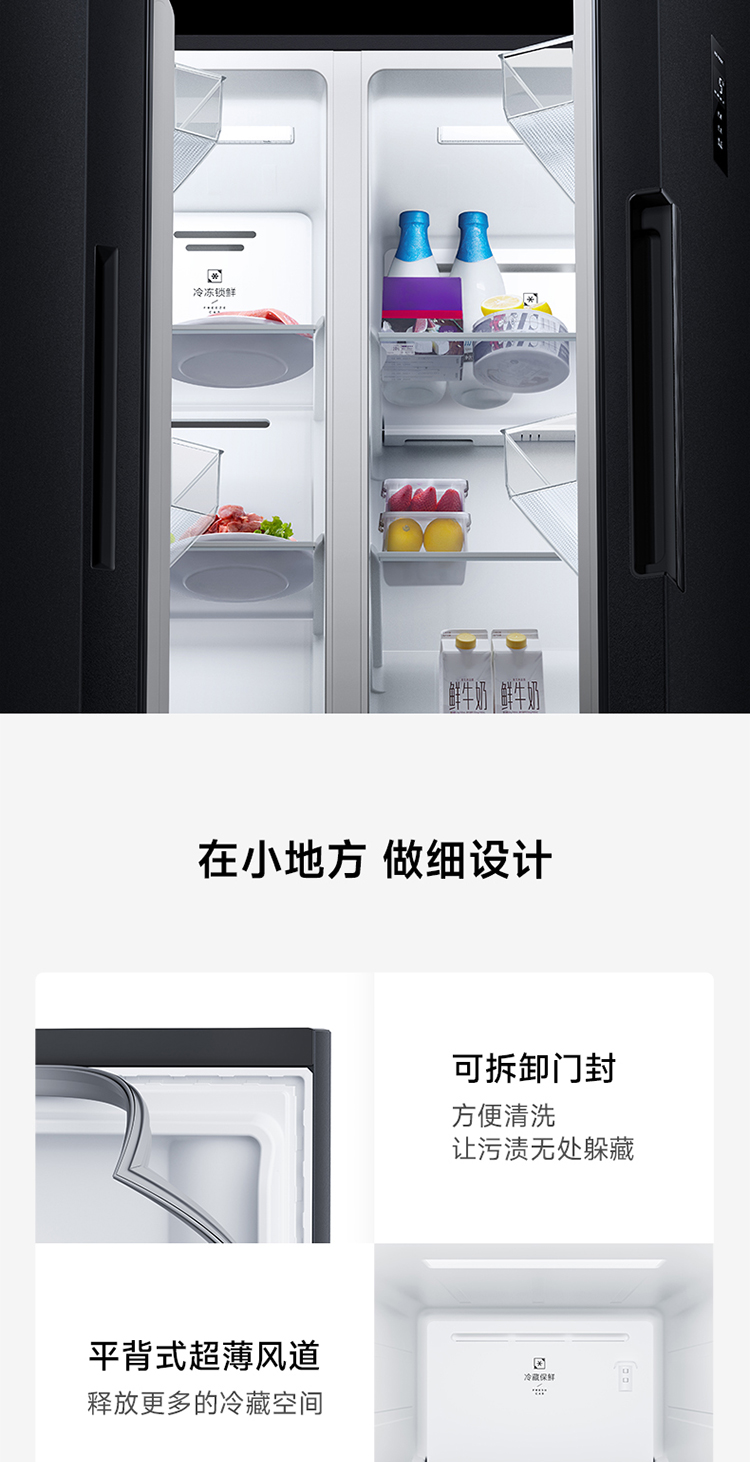 冷冻锁鲜
鲜牛奶
鲜牛奶
在小地方 做细设计
可拆卸门封
方便清洗
让污渍无处躲藏
平背式超薄风道
释放更多的冷藏空间
冷藏保鲜